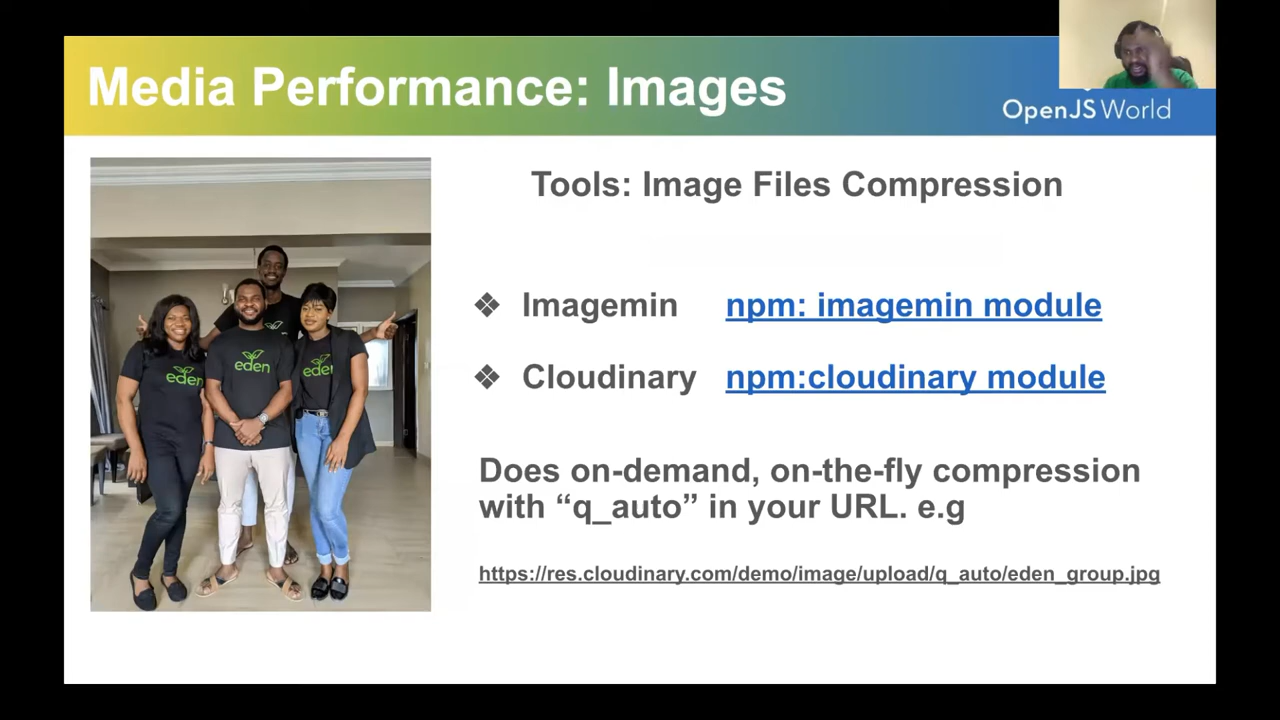 Media Performance: Images
OpenJS World
Tools: Image Files Compression
❖ Imagemin npm: imagemin module
❖ Cloudinary npm:cloudinary module
Does on-demand, on-the-fly compression
with “q_auto” in your URL. e.g
https://res.cloudinary.com/demo/image/upload/q_auto/eden_group.jpg
eden
eden
eden